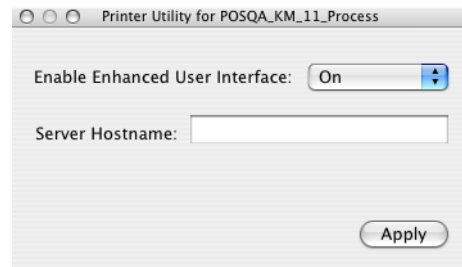 Printer Utility for POSQA_KM_11_Process
Enable Enhanced User Interface: On
Server Hostname:
Apply